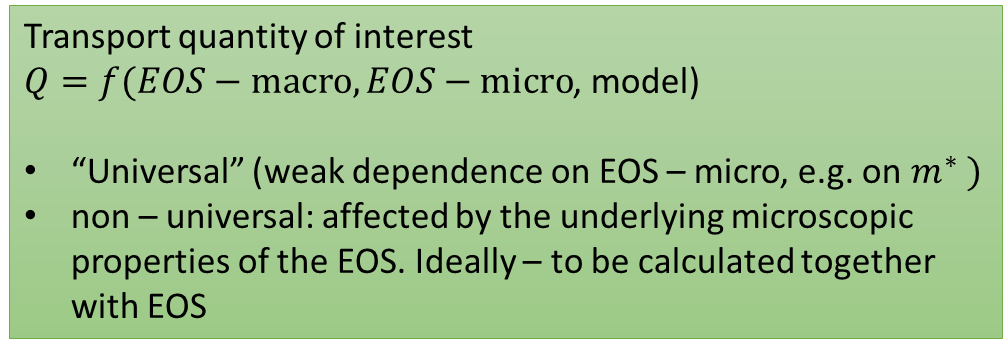 Transport quantity of interest
Q = f(EOS − macro, EOS − micro, model)
• “Universal” (weak dependence on EOS – micro, e.g. on m* )
• non – universal: affected by the underlying microscopic
properties of the EOS. Ideally – to be calculated together
with EOS